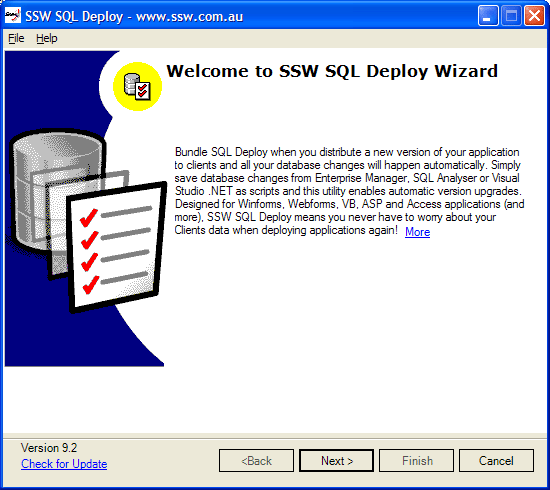 SSW SQL Deploy - www.ssw.com.au
File Help
Welcome to SSW SQL Deploy Wizard
Bundle SQL Deploy when you distribute a new version of your application
to clients and all your database changes will happen automatically. Simply
save database changes from Enterprise Manager, SQL Analyser or Visual
Studio .NET as scripts and this utility enables automatic version upgrades.
Designed for Winforms, Webforms, VB, ASP and Access applications (and
more), SSW SQL Deploy means you never have to worry about your
Clients data when deploying applications again! More
Version 9.2
Check for Update
<Back Next > Finish Cancel